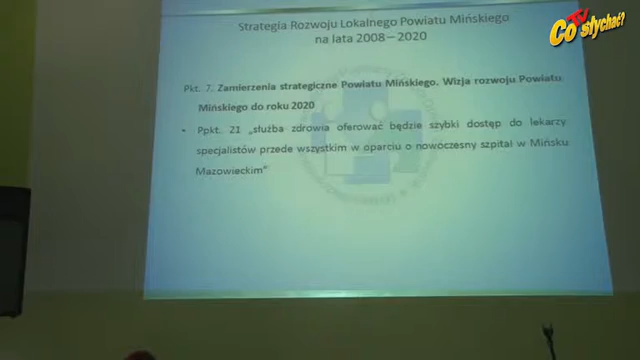 TV
Co słychać?
Strategia Rozwoju Lokalnego Powiatu Mińskiego
na lata 2008 – 2020
Pkt. 7. Zamierzenia strategiczne Powiatu Mińskiego. Wizja rozwoju Powiatu
Mińskiego do roku 2020
• Ppkt. 21 „służba zdrowia oferować będzie szybki dostęp do lekarzy
specjalistów przede wszystkim w oparciu o nowoczesny szpital w Mińsku
Mazowieckim"